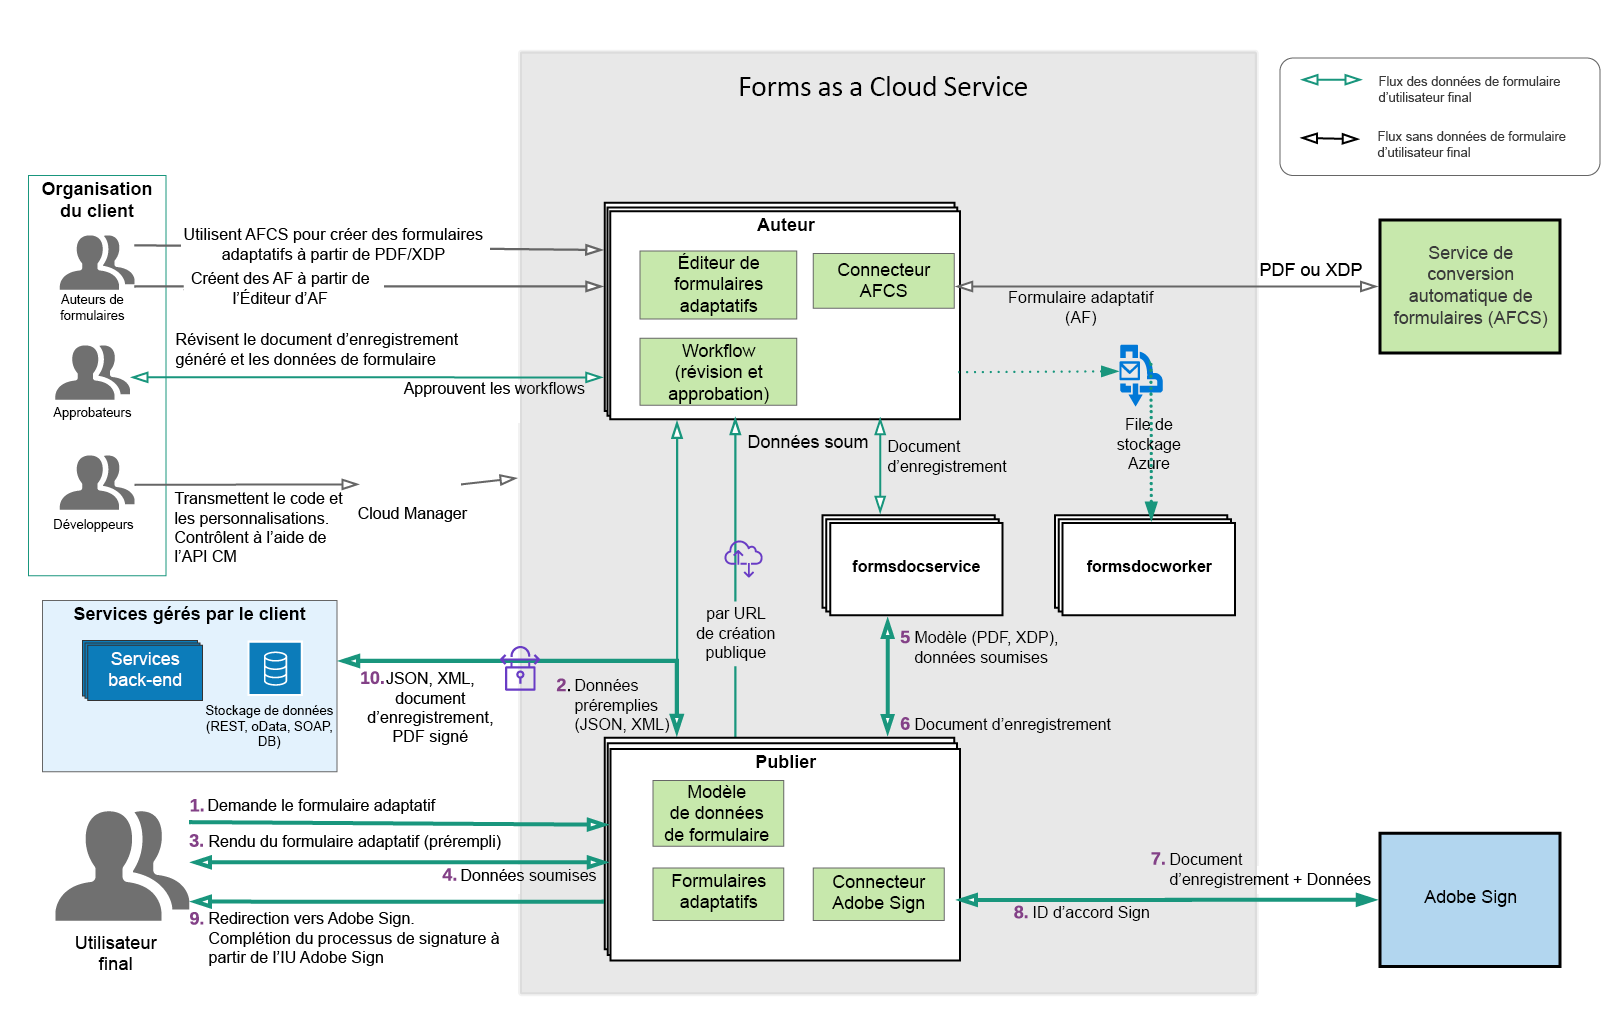 Forms as a Cloud Service
Flux des données de formulaire
d’utilisateur final
Flux sans données de formulaire
d’utilisateur final
Organisation
du client
Auteurs de
formulaires
Approbateurs
Développeurs
Utilisent AFCS pour créer des formulaires
adaptatifs à partir de PDF/XDP
Créent des AF à partir de
l’Éditeur d’AF
Révisent le document d’enregistrement
généré et les données de formulaire
Approuvent les workflows
Transmettent le code et
les personnalisations.
Contrôlent à l’aide de
l’API CM
Cloud Manager
Auteur
Éditeur de
formulaires
adaptatifs
Connecteur
AFCS
Workflow
(révision et
approbation)
PDF ou XDP
Formulaire adaptatif
(AF)
Service de
conversion
automatique de
formulaires (AFCS)
File de
stockage
Azure
Données soum
Document
d’enregistrement
formsdocservice
formsdocworker
par URL
de création
publique
5 Modèle (PDF, XDP),
données soumises
6 Document d’enregistrement
Services gérés par le client
Services
back-end
Stockage de données
(REST, oData, SOAP,
DB)
10. JSON, XML,
document
d’enregistrement,
PDF signé
2. Données
préremplies
(JSON, XML)
Publier
Modèle
de données
de formulaire
Formulaires
adaptatifs
Connecteur
Adobe Sign
1. Demande le formulaire adaptatif
3. Rendu du formulaire adaptatif (prérempli)
4. Données soumises
9. Redirection vers Adobe Sign.
Complétion du processus de signature à
partir de l’IU Adobe Sign
Utilisateur
final
7. Document
d’enregistrement + Données
8. ID d’accord Sign
Adobe Sign